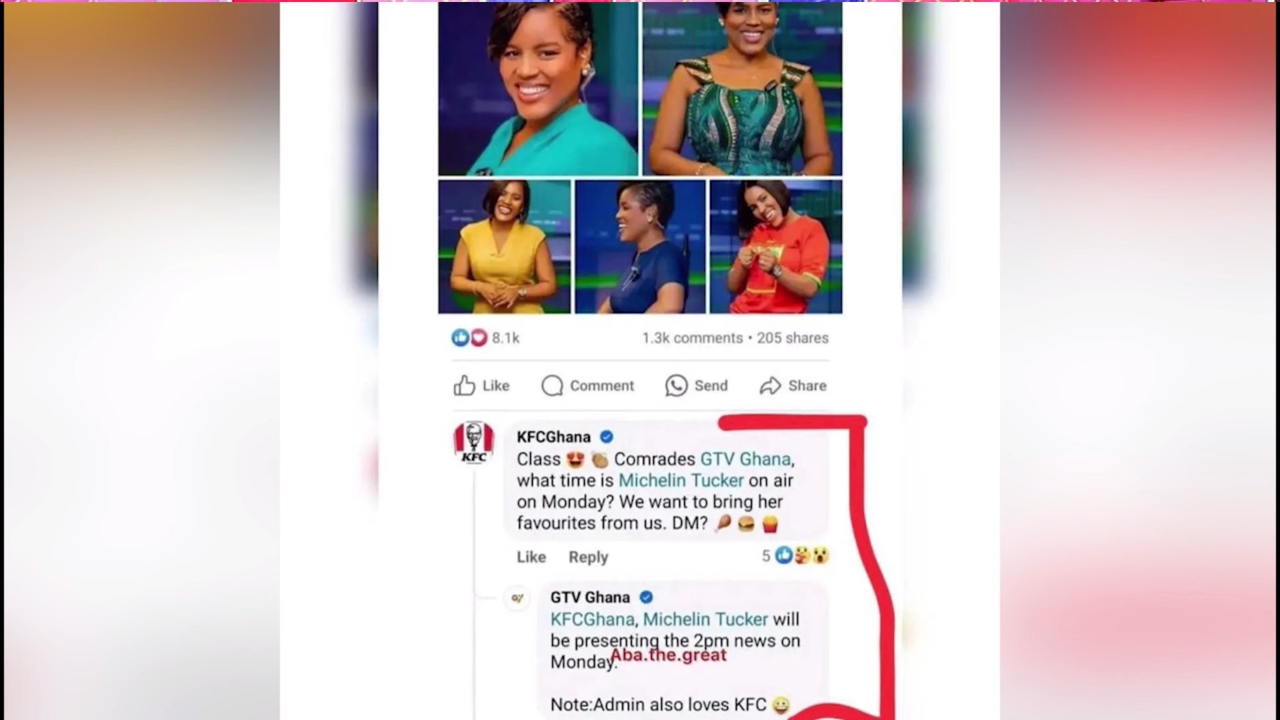 8.1k
1.3k comments • 205 shares
Like Comment Send Share
KFC
KFCGhana
Class 😍 👏🏽 Comrades GTV Ghana,
what time is Michelin Tucker on air
on Monday? We want to bring her
favourites from us. DM? 🍗 🍔 🍟
Like Reply
5
GTV Ghana
KFCGhana, Michelin Tucker will
be presenting the 2pm news on
Monday.
Aba.the.great
Note:Admin also loves KFC 😀